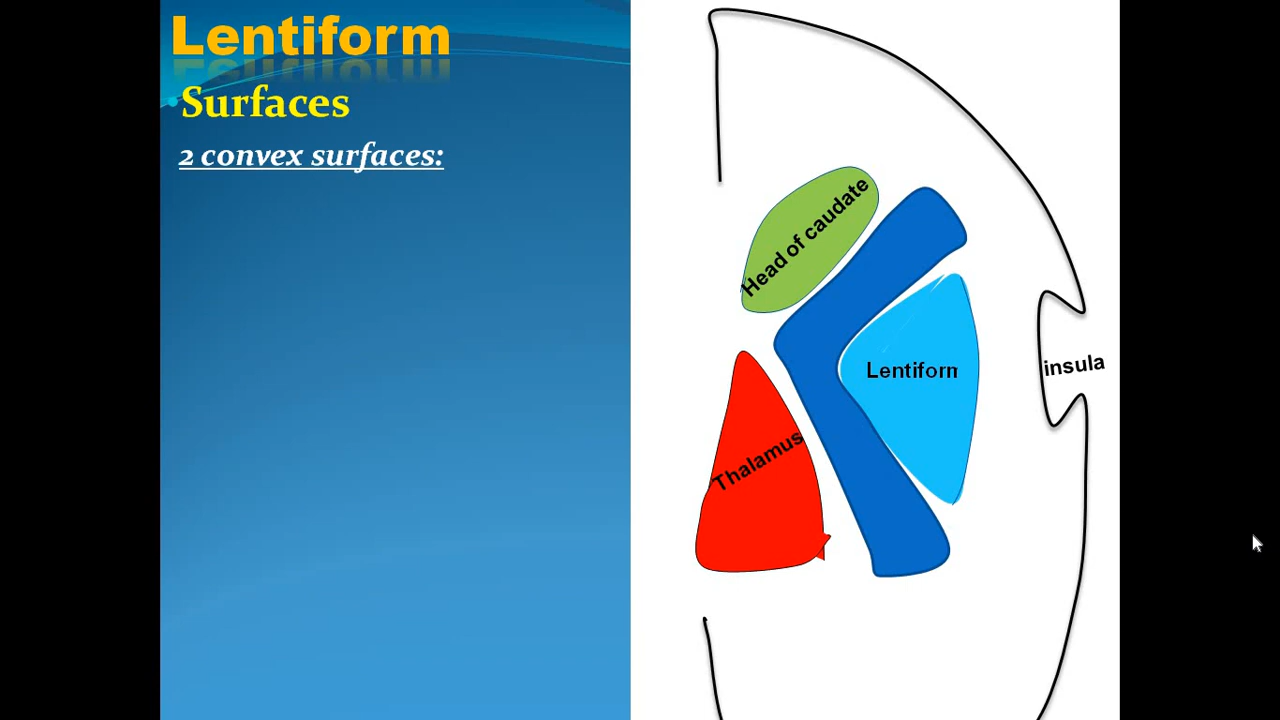 Lentiform
Surfaces
2 convex surfaces:
Head of caudate
Lentiform
insula
Thalamus